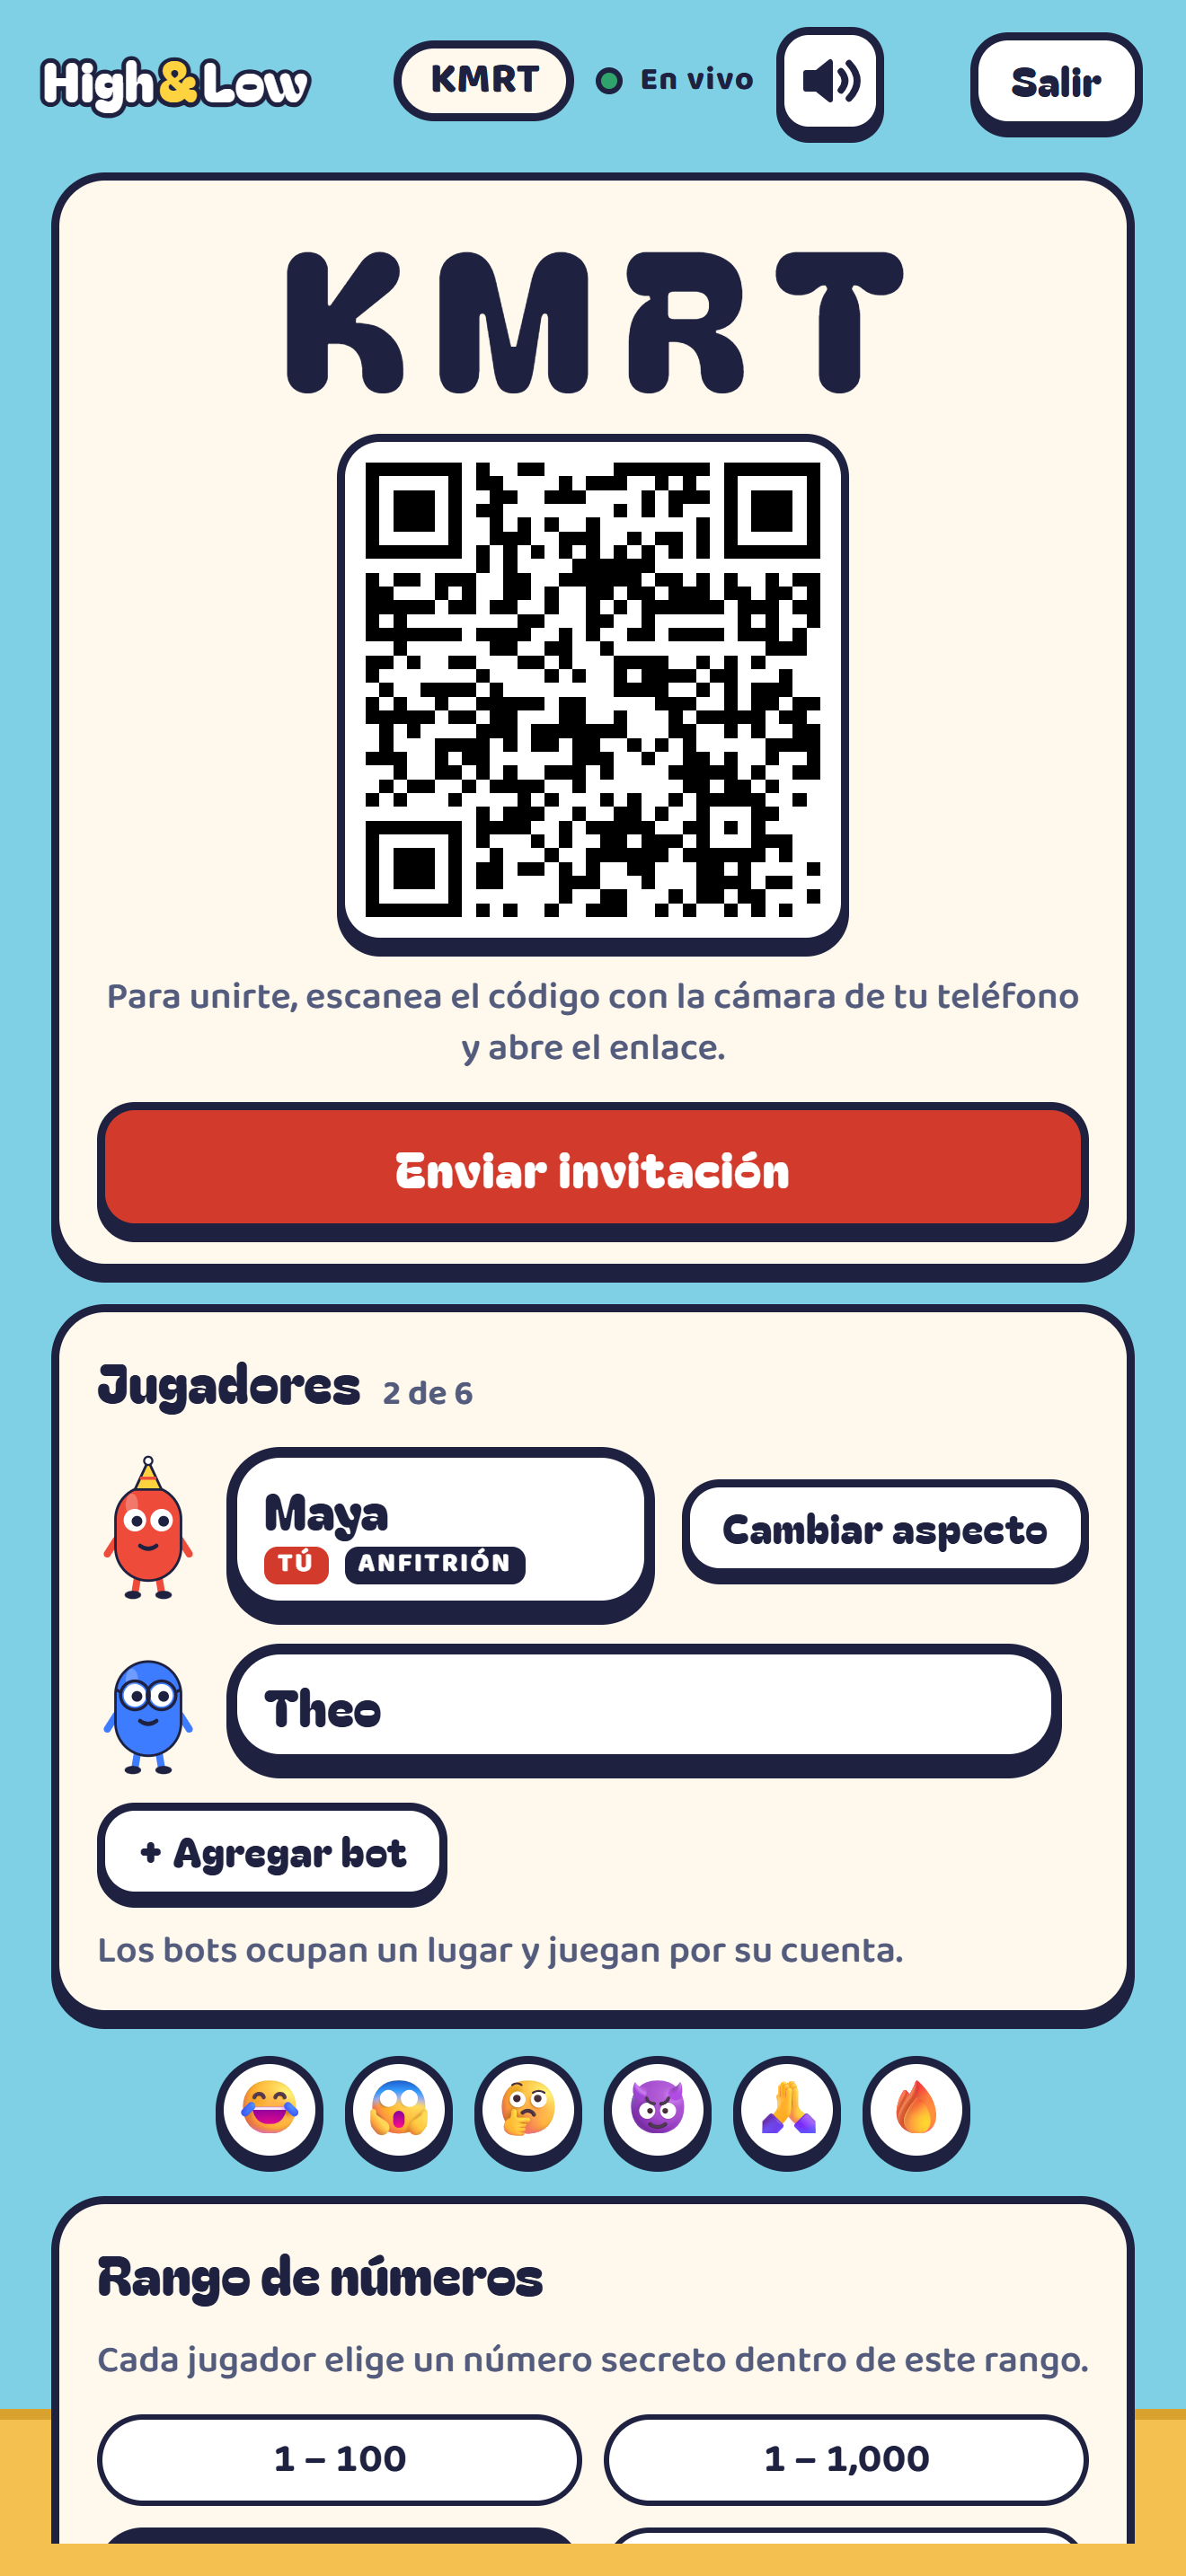 High&Low
KMRT
En vivo
Salir
KMRT
Para unirte, escanea el código con la cámara de tu teléfono
y abre el enlace.
Enviar invitación
Jugadores 2 de 6
Maya
TÚ ANFITRIÓN
Cambiar aspecto
Theo
+ Agregar bot
Los bots ocupan un lugar y juegan por su cuenta.
Rango de números
Cada jugador elige un número secreto dentro de este rango.
1 – 100
1 – 1,000